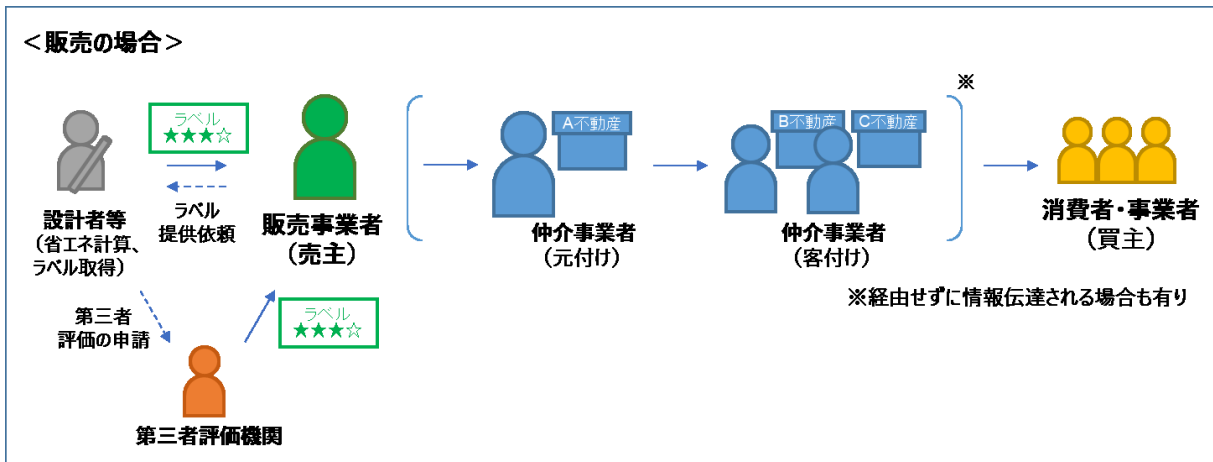 ＜販売の場合＞
ラベル
★★★☆
設計者等
（省エネ計算、
ラベル取得）
ラベル
提供依頼
販売事業者
（売主）
A不動産
仲介事業者
（元付け）
B不動産
C不動産
仲介事業者
（客付け）
※
消費者・事業者
（買主）
※経由せずに情報伝達される場合も有り
第三者
評価の申請
ラベル
★★★☆
第三者評価機関